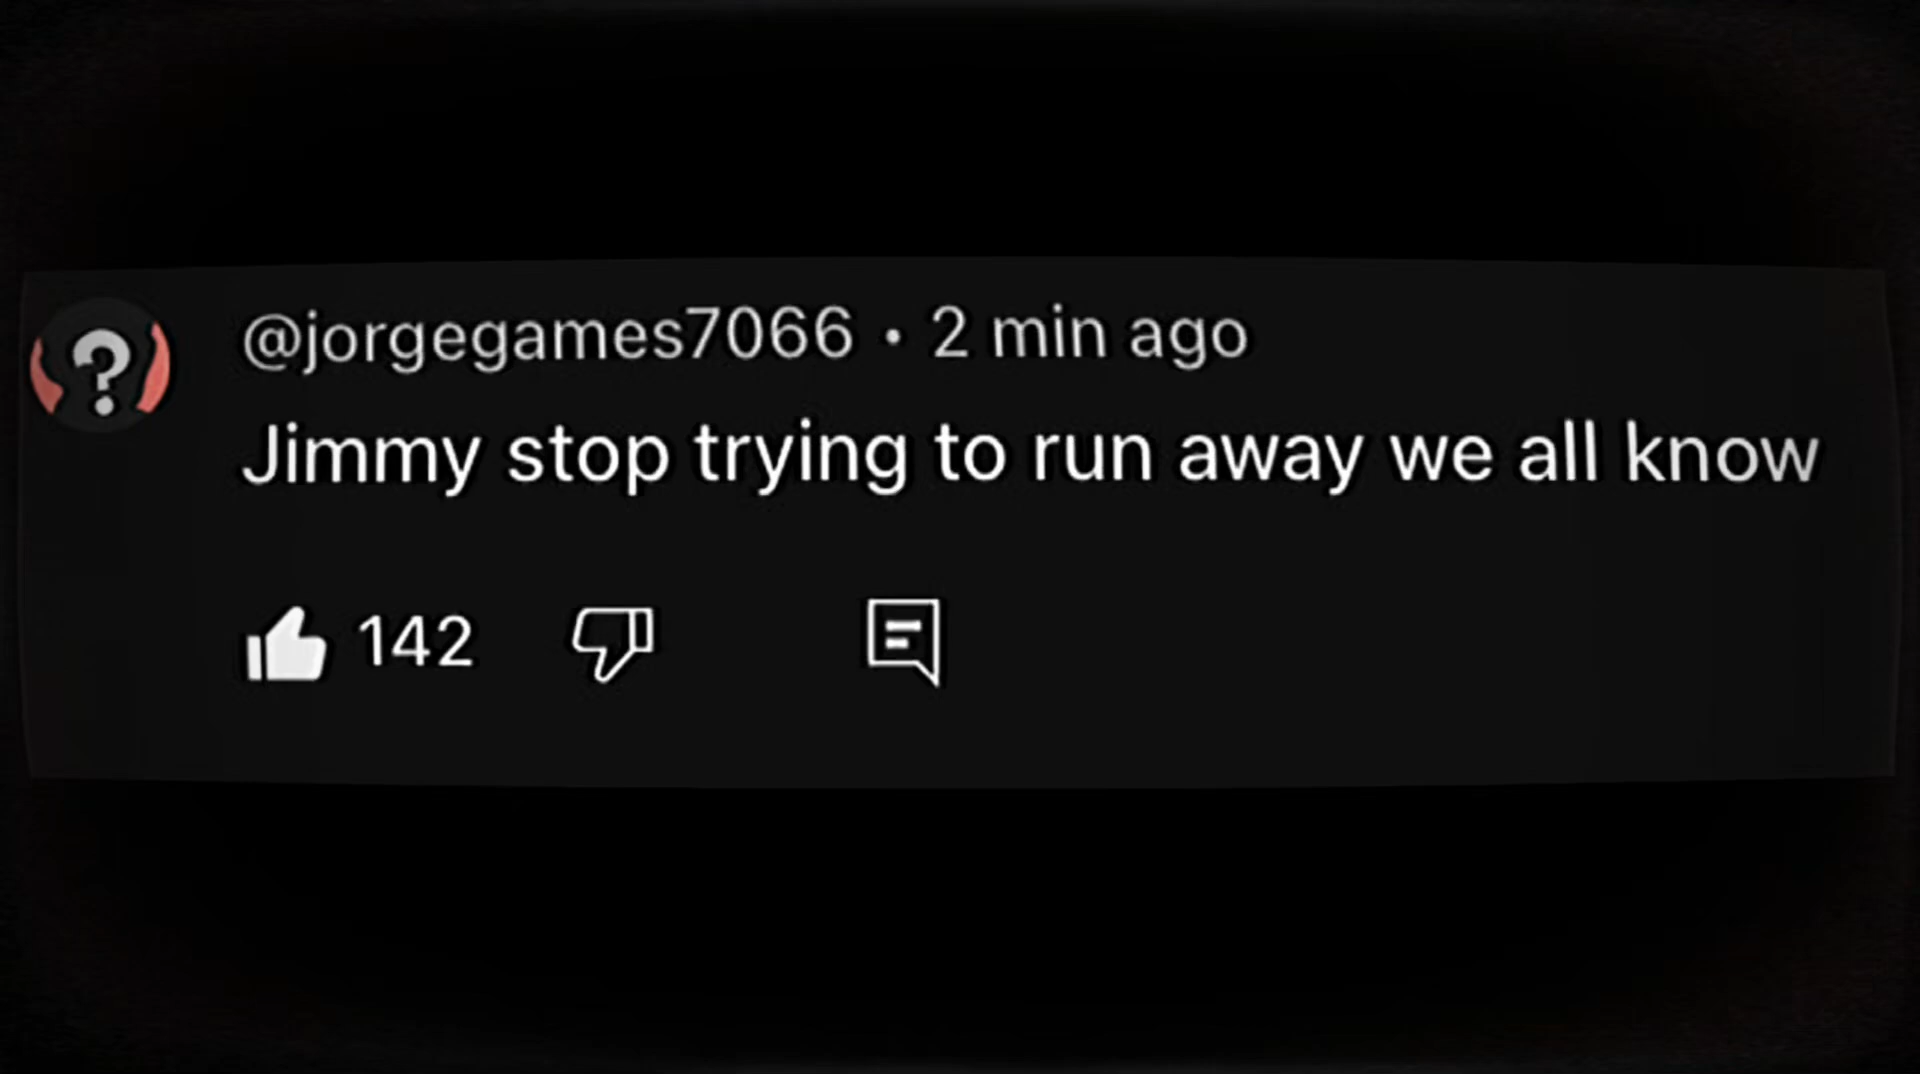 @jorgegames7066 • 2 min ago
Jimmy stop trying to run away we all know
142